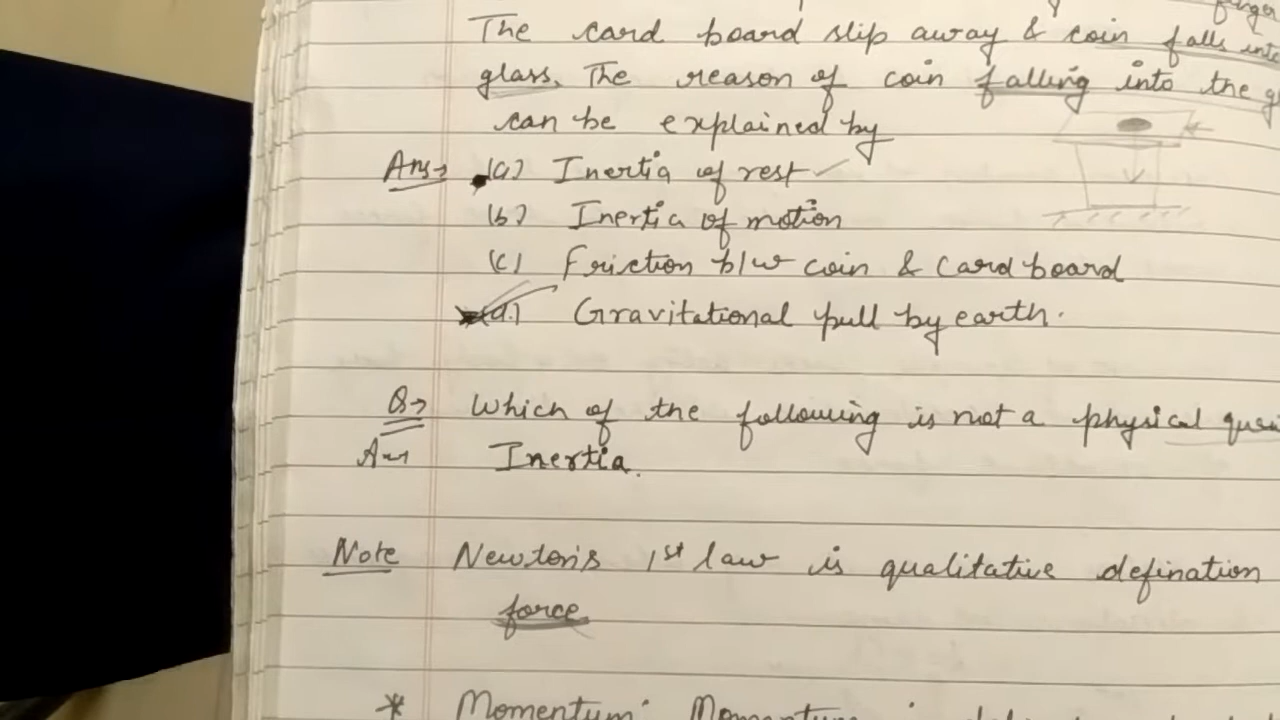 finger
The card board slip away & coin falls into
glass. The reason of coin falling into the
can be explained by
Ans→ (a) Inertia of rest
(b) Inertia of motion
(c) Friction b/w coin & Card board
(d.) Gravitational pull by earth.
Q→ Which of the following is not a physical
Ans Inertia.
Note Newton's 1st law is qualitative defination
force
* Momentum: Momentum